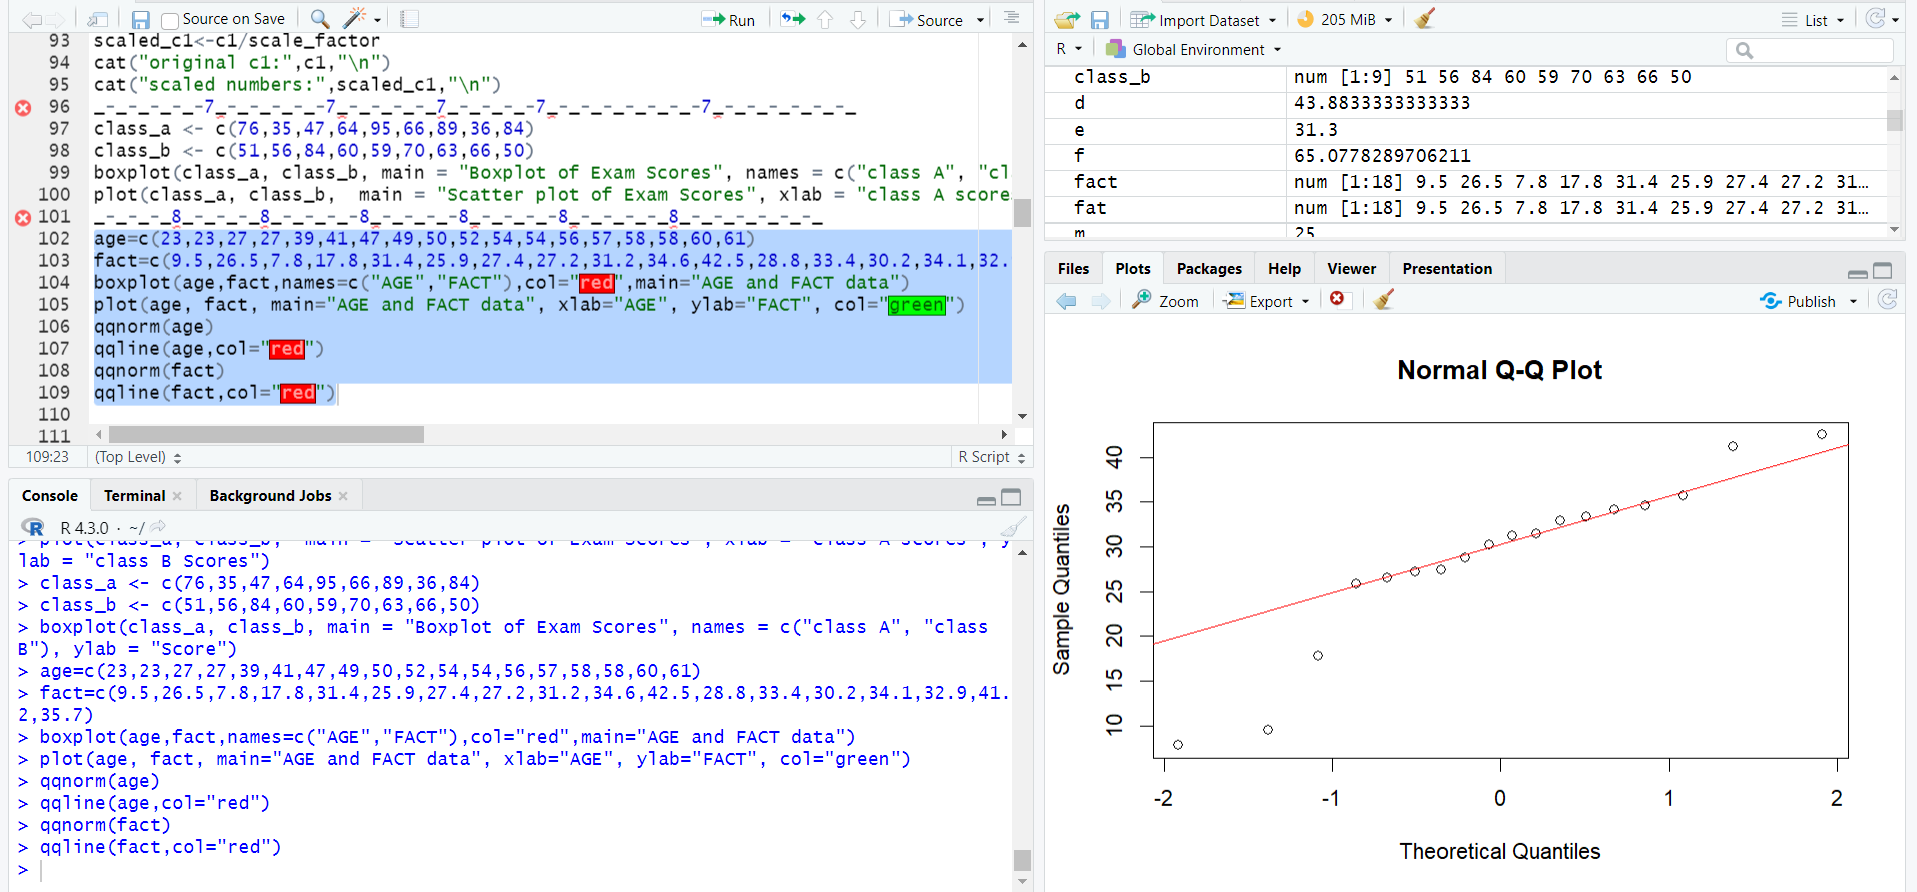 Source on Save
Run
Source
93 scaled_c1<-c1/scale_factor
94 cat("original c1:",c1,"\n")
95 cat("scaled numbers:",scaled_c1,"\n")
96 _-_-_-_-_-7_-_-_-_-_-7_-_-_-_-_7_-_-_-_-7_-_-_-_-_-_-_-7_-_-_-_-_-_-_
97 class_a <- c(76,35,47,64,95,66,89,36,84)
98 class_b <- c(51,56,84,60,59,70,63,66,50)
99 boxplot(class_a, class_b, main = "Boxplot of Exam Scores", names = c("class A", "cl
100 plot(class_a, class_b,  main = "Scatter plot of Exam Scores", xlab = "class A score
101 _-_-_-_8_-_-_-_8_-_-_-_-8_-_-_-_-8_-_-_-_-8_-_-_-_-8_-_-_-_-_-_-_
102 age=c(23,23,27,27,39,41,47,49,50,52,54,54,56,57,58,58,60,61)
103 fact=c(9.5,26.5,7.8,17.8,31.4,25.9,27.4,27.2,31.2,34.6,42.5,28.8,33.4,30.2,34.1,32.
104 boxplot(age,fact,names=c("AGE","FACT"),col="red",main="AGE and FACT data")
105 plot(age, fact, main="AGE and FACT data", xlab="AGE", ylab="FACT", col="green")
106 qqnorm(age)
107 qqline(age,col="red")
108 qqnorm(fact)
109 qqline(fact,col="red")
110
111
109:23 (Top Level) R Script
Console Terminal Background Jobs
R 4.3.0 · ~/
> plot(class_a, class_b,  main = "Scatter plot of Exam Scores", xlab = "class A Scores", y
lab = "class B Scores")
> class_a <- c(76,35,47,64,95,66,89,36,84)
> class_b <- c(51,56,84,60,59,70,63,66,50)
> boxplot(class_a, class_b, main = "Boxplot of Exam Scores", names = c("class A", "class
B"), ylab = "Score")
> age=c(23,23,27,27,39,41,47,49,50,52,54,54,56,57,58,58,60,61)
> fact=c(9.5,26.5,7.8,17.8,31.4,25.9,27.4,27.2,31.2,34.6,42.5,28.8,33.4,30.2,34.1,32.9,41.
2,35.7)
> boxplot(age,fact,names=c("AGE","FACT"),col="red",main="AGE and FACT data")
> plot(age, fact, main="AGE and FACT data", xlab="AGE", ylab="FACT", col="green")
> qqnorm(age)
> qqline(age,col="red")
> qqnorm(fact)
> qqline(fact,col="red")
>
Import Dataset 205 MiB List
R Global Environment
class_b num [1:9] 51 56 84 60 59 70 63 66 50
d 43.8833333333333
e 31.3
f 65.0778289706211
fact num [1:18] 9.5 26.5 7.8 17.8 31.4 25.9 27.4 27.2 31…
fat num [1:18] 9.5 26.5 7.8 17.8 31.4 25.9 27.4 27.2 31…
m 25
Files Plots Packages Help Viewer Presentation
Zoom Export Publish
Normal Q-Q Plot
Sample Quantiles
40
35
30
25
20
15
10
-2 -1 0 1 2
Theoretical Quantiles